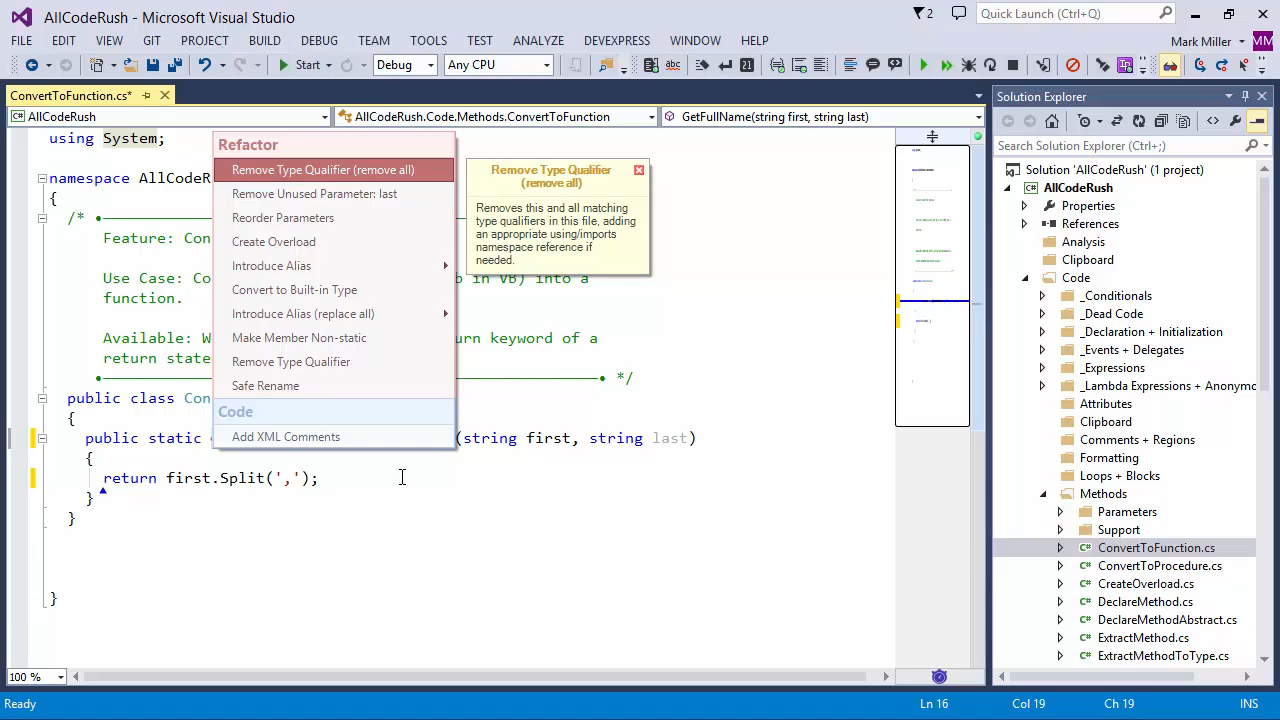 AllCodeRush - Microsoft Visual Studio
2
Quick Launch (Ctrl+Q)
FILE EDIT VIEW GIT PROJECT BUILD DEBUG TEAM TOOLS TEST ANALYZE DEVEXPRESS WINDOW HELP
Mark Miller MM
Start Debug Any CPU
ConvertToFunction.cs*
AllCodeRush
AllCodeRush.Code.Methods.ConvertToFunction
GetFullName(string first, string last)
using System;
namespace AllCodeR
{
/*
Feature: Con
Use Case: Co
b in VB) into a
function.
Available: W
urn keyword of a
return state
*/
public class Con
{
public static
(string first, string last)
{
return first.Split(',');
}
}
}
Refactor
Remove Type Qualifier (remove all)
Remove Unused Parameter: last
Reorder Parameters
Create Overload
Introduce Alias
Convert to Built-in Type
Introduce Alias (replace all)
Make Member Non-static
Remove Type Qualifier
Safe Rename
Code
Add XML Comments
Remove Type Qualifier
(remove all)
Removes this and all matching
type qualifiers in this file, adding
an appropriate using/imports
namespace reference if
needed.
Solution Explorer
Search Solution Explorer (Ctrl+;)
Solution 'AllCodeRush' (1 project)
AllCodeRush
Properties
References
Analysis
Clipboard
Code
_Conditionals
_Dead Code
_Declaration + Initialization
_Events + Delegates
_Expressions
_Lambda Expressions + Anonymo
Attributes
Clipboard
Comments + Regions
Formatting
Loops + Blocks
Methods
Parameters
Support
ConvertToFunction.cs
ConvertToProcedure.cs
CreateOverload.cs
DeclareMethod.cs
DeclareMethodAbstract.cs
ExtractMethod.cs
ExtractMethodToType.cs
100 %
Ready Ln 16 Col 19 Ch 19 INS